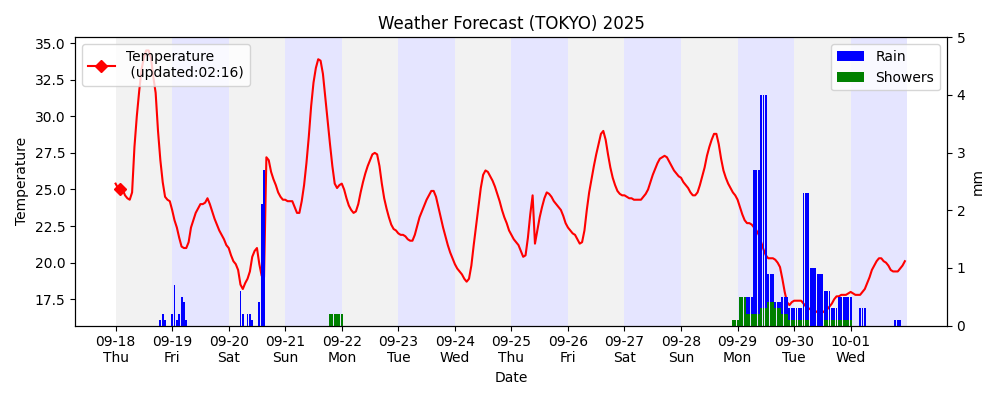 Weather Forecast (TOKYO) 2025
Temperature
(updated:02:16)
Rain
Showers
35.0
32.5
30.0
27.5
25.0
22.5
20.0
17.5
Temperature
5
4
3
2
1
0
mm
09-18 09-19 09-20 09-21 09-22 09-23 09-24 09-25 09-26 09-27 09-28 09-29 09-30 10-01
Thu Fri Sat Sun Mon Tue Wed Thu Fri Sat Sun Mon Tue Wed
Date